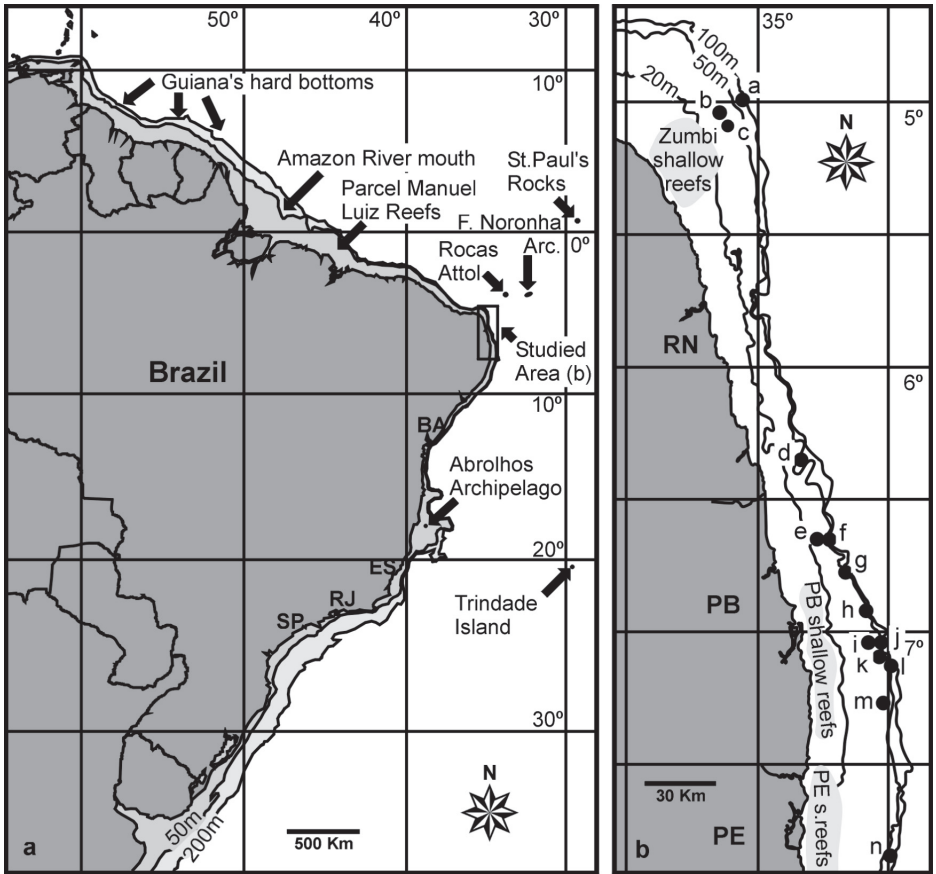 50º
40º
30º
Guiana's hard bottoms
10º
Amazon River mouth
St.Paul's
Rocks
Parcel Manuel
Luiz Reefs
F. Noronha
Arc.
0º
Rocas
Attol
Studied
Area (b)
Brazil
10º
BA
Abrolhos
Archipelago
20º
ES
RJ
SP
Trindade
Island
30º
50m
200m
N
500 Km
a
35º
100m
50m
20m
a
b
c
5º
N
Zumbi
shallow
reefs
RN
6º
d
e
f
g
h
PB
PB shallow reefs
i
j
7º
k
l
m
30 Km
PE
PE s.reefs
n
b